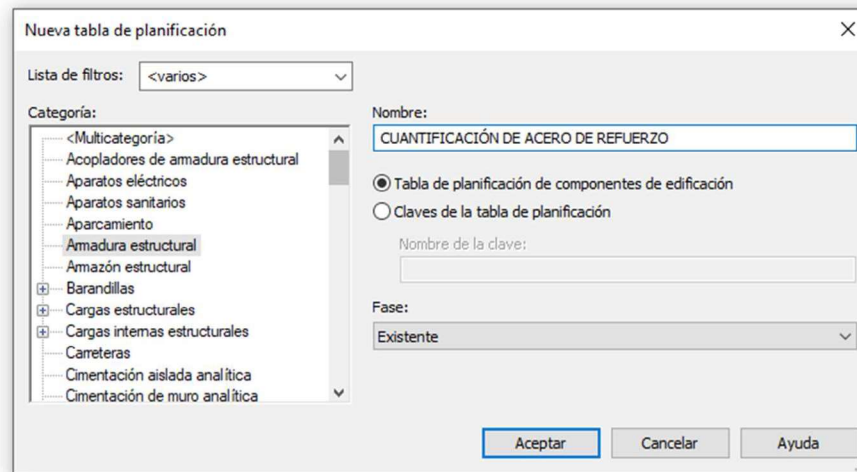 Nueva tabla de planificación
Lista de filtros: <varios>
Categoría:
<Multicategoría>
Acopladores de armadura estructural
Aparatos eléctricos
Aparatos sanitarios
Aparcamiento
Armadura estructural
Armazón estructural
Barandillas
Cargas estructurales
Cargas internas estructurales
Carreteras
Cimentación aislada analítica
Cimentación de muro analítica
Nombre:
CUANTIFICACIÓN DE ACERO DE REFUERZO
Tabla de planificación de componentes de edificación
Claves de la tabla de planificación
Nombre de la clave:
Fase:
Existente
Aceptar Cancelar Ayuda